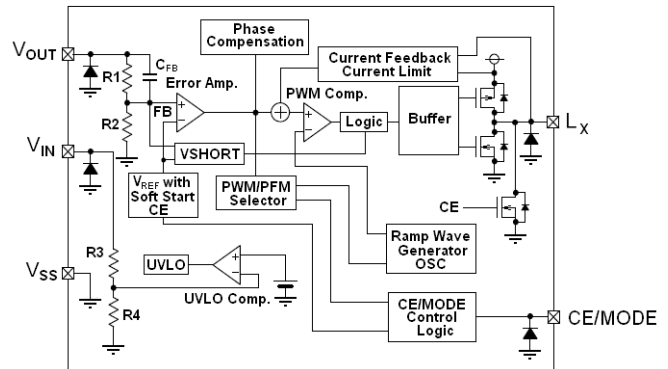 Phase
Compensation
VOUT
CFB
R1
Error Amp.
Current Feedback
Current Limit
PWM Comp.
+
+
FB
-
+
-
Logic
Buffer
LX
R2
VIN
VSHORT
VREF with
Soft Start
CE
PWM/PFM
Selector
CE
R3
Ramp Wave
Generator
OSC
VSS
UVLO
+
-
UVLO Comp.
R4
CE/MODE
Control
Logic
CE/MODE